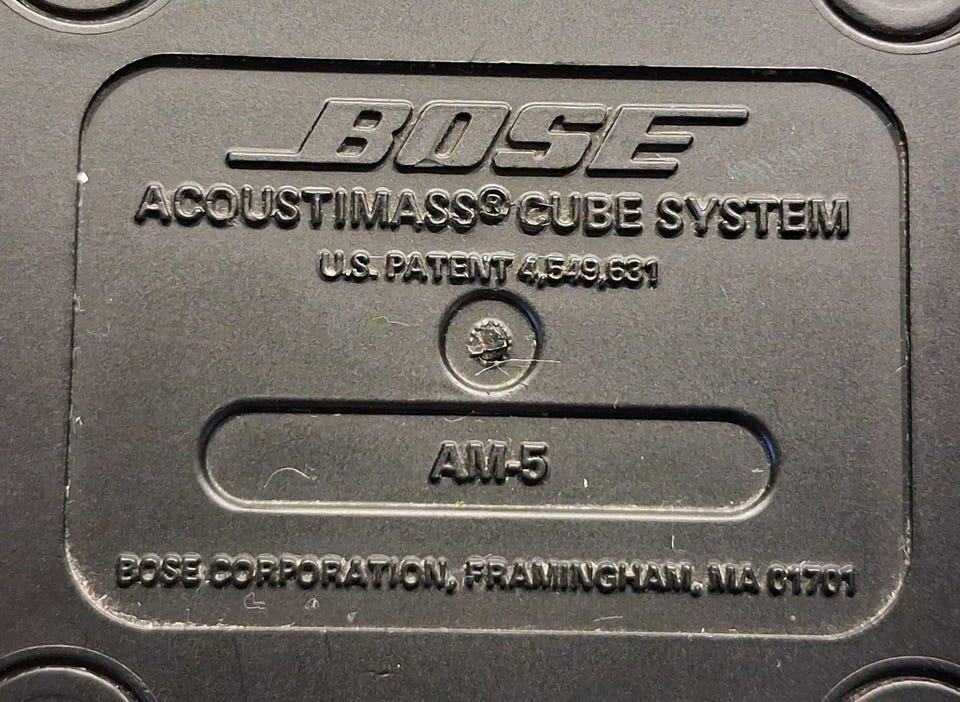 BOSE
ACOUSTIMASS® CUBE SYSTEM
U.S. PATENT 4,549,631
AM-5
BOSE CORPORATION, FRAMINGHAM, MA 01701